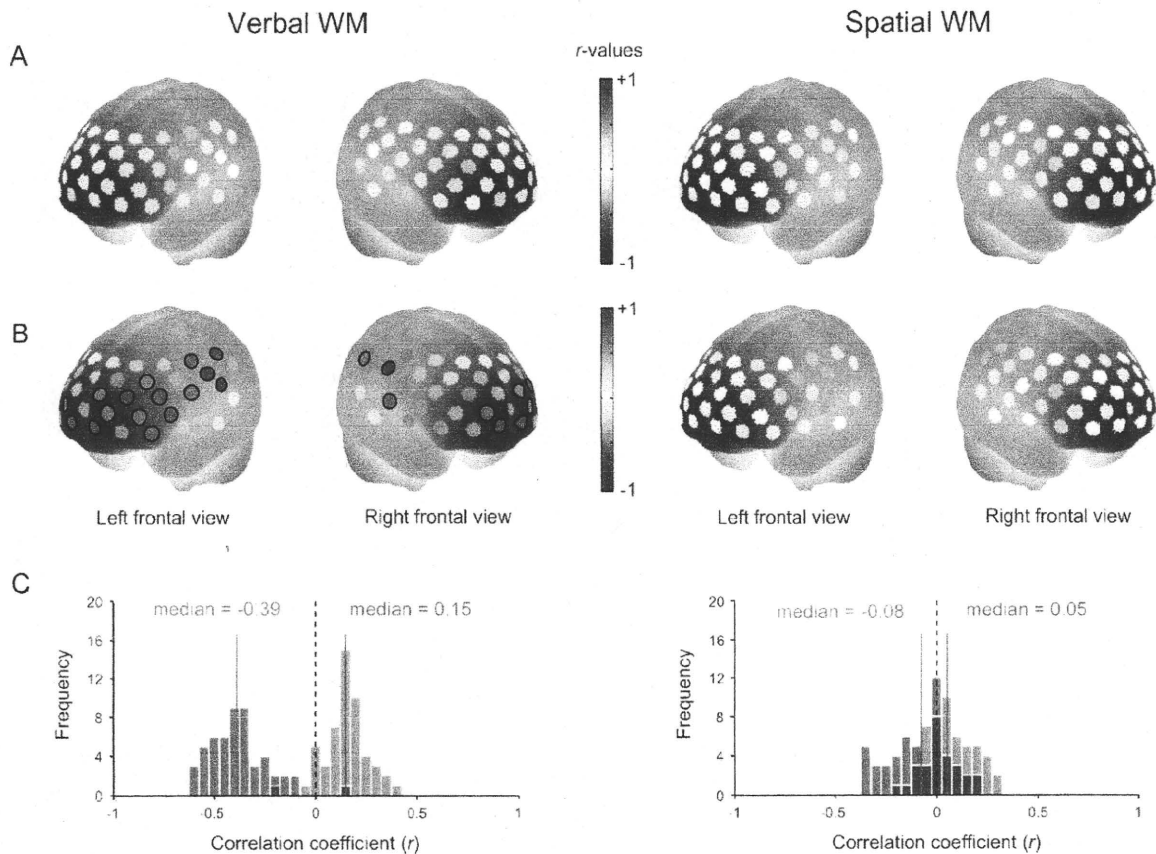 Verbal WM
Spatial WM
A
r-values
+1
-1
B
+1
-1
Left frontal view
Right frontal view
Left frontal view
Right frontal view
C
median = -0.39
median = 0.15
20
16
12
8
4
0
Frequency
-1
-0.5
0
0.5
1
Correlation coefficient (r)
median = -0.08
median = 0.05
20
16
12
8
4
0
Frequency
-1
-0.5
0
0.5
1
Correlation coefficient (r)